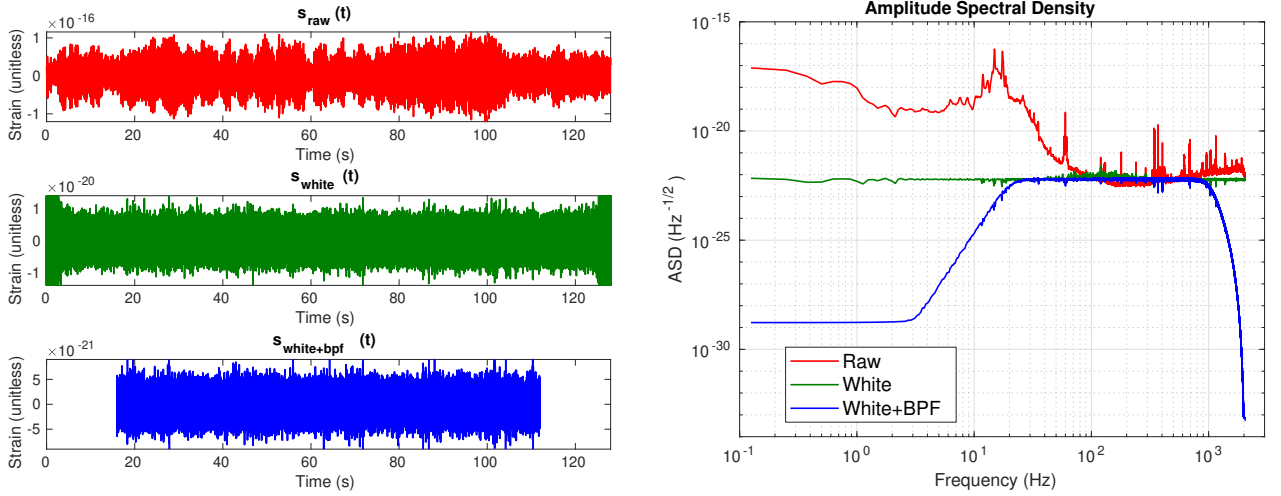 s_raw (t)
×10^-16
Strain (unitless)
1
0
-1
0 20 40 60 80 100 120
Time (s)
s_white (t)
×10^-20
Strain (unitless)
1
0
-1
0 20 40 60 80 100 120
Time (s)
s_white+bpf (t)
×10^-21
Strain (unitless)
5
0
-5
0 20 40 60 80 100 120
Time (s)
Amplitude Spectral Density
ASD (Hz^-1/2)
10^-15
10^-20
10^-25
10^-30
Raw
White
White+BPF
10^-1 10^0 10^1 10^2 10^3
Frequency (Hz)